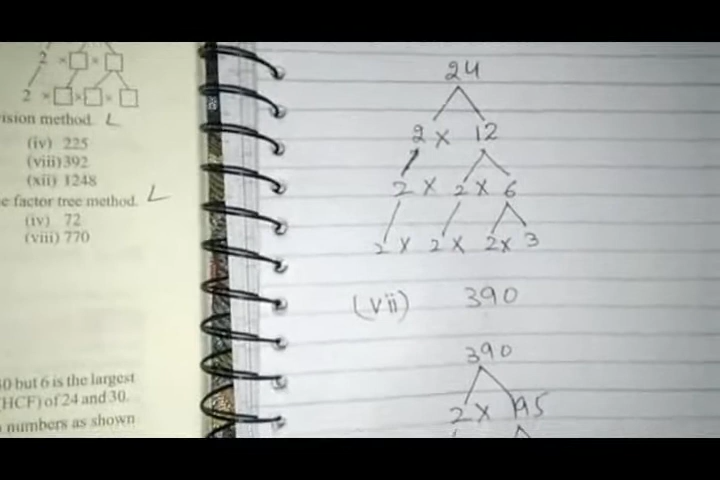 2 × □ × □
2 × □ × □ × □
ision method. L
(iv) 225
(viii) 392
(xii) 1248
e factor tree method. L
(iv) 72
(viii) 770
0 but 6 is the largest
(HCF) of 24 and 30.
numbers as shown
24
2 × 12
2 × 2 × 6
2 × 2 × 2 × 3
(vii) 390
390
2 × 195